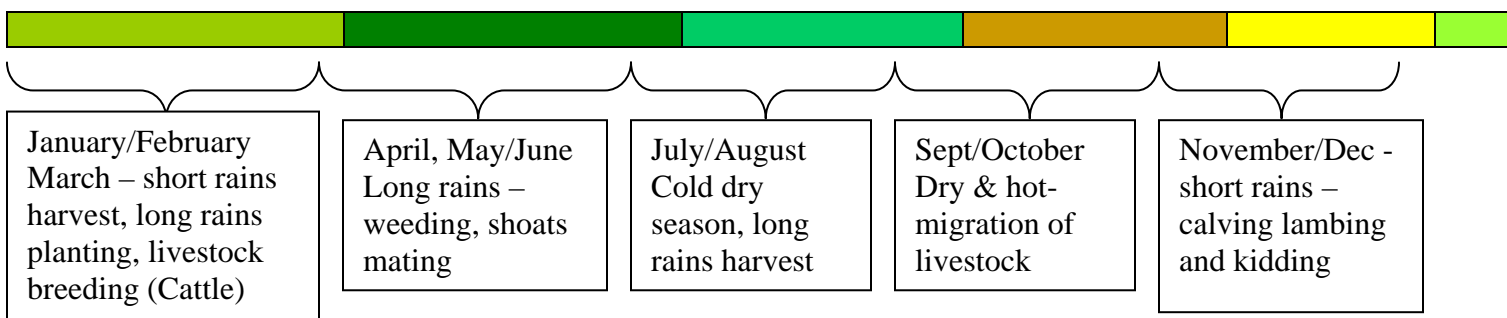 January/February
March – short rains
harvest, long rains
planting, livestock
breeding (Cattle)
April, May/June
Long rains –
weeding, shoats
mating
July/August
Cold dry
season, long
rains harvest
Sept/October
Dry & hot-
migration of
livestock
November/Dec -
short rains –
calving lambing
and kidding